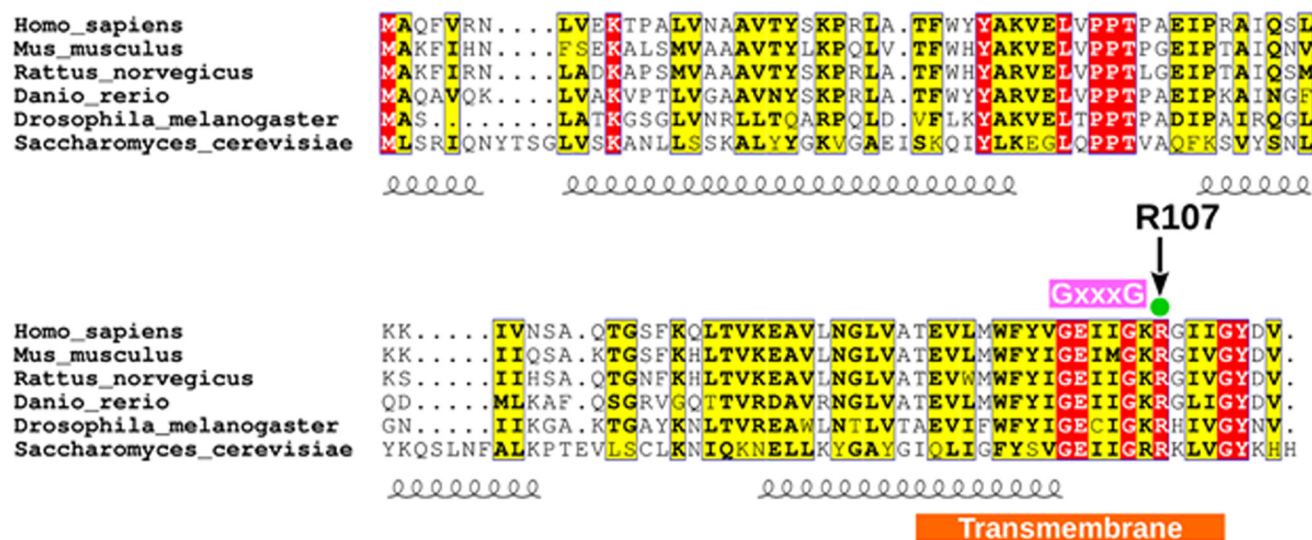 Homo_sapiens MAQFVRN....LVEKTPALVNAAVTYSKPRLA.TFWYYAKVELVPPTPAEIPRAIQSL
Mus_musculus MAKFIHN....FSEKALSMVAAAVTYLKPQLV.TFWHYAKVELVPPTPGEIPTAIQNV
Rattus_norvegicus MAKFIRN....LADKAPSMVAAAVTYSKPRLA.TFWHYARVELVPPTLGEIPTAIQSM
Danio_rerio MAQAVQK....LVAKVPTLVGAAVNYSKPRLA.TFWYYARVELVPPTPAEIPKAINGF
Drosophila_melanogaster MAS........LATKGSGLVNRLLTQARPQLD.VFLKYAKVELTPPTPADIPAIRQGL
Saccharomyces_cerevisiae MLSRIQNYTSGLVSKANLLSSKALYYGKVGAEISKQIYLKEGLQPPTVAQFKSVYSNL
R107
GxxxG
Homo_sapiens KK.....IVNSA.QTGSFKQLTVKEAVLNGLVATEVLMWFYVGEIIGKRGIIGYDV.
Mus_musculus KK.....IIQSA.KTGSFKHLTVKEAVLNGLVATEVLMWFYIGEIMGKRGIVGYDV.
Rattus_norvegicus KS.....IIHSA.QTGNFKHLTVKEAVLNGLVATEVWMWFYIGEIIGKRGIVGYDV.
Danio_rerio QD.....MLKAF.QSGRVGQTTVRDAVRNGLVATEVLMWFYIGEIIGKRGLIGYDV.
Drosophila_melanogaster GN.....IIKGA.KTGAYKNLTVREAWLNTLVTAEVIFWFYIGECIGKRHIVGYNV.
Saccharomyces_cerevisiae YKQSLNFALKPTEVLSCLKNIQKNELLKYGAYGIQLIGFYSVGEIIGRRKLVGYKHH
Transmembrane